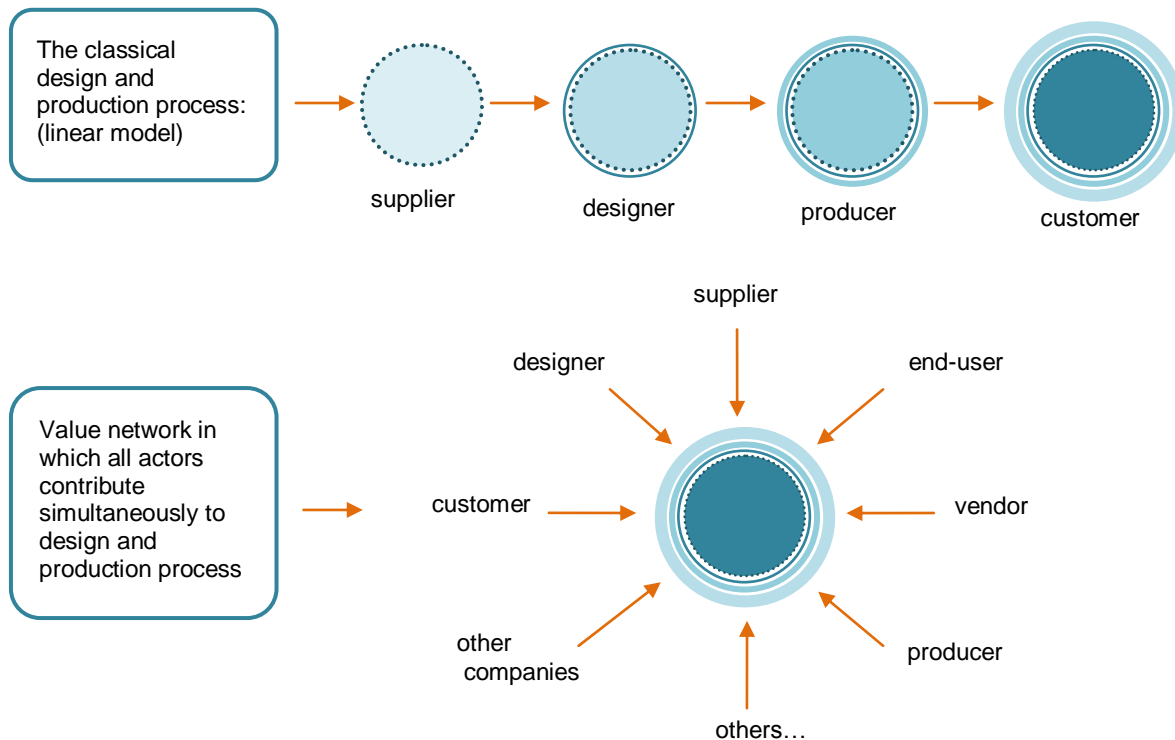 The classical
design and
production process:
(linear model)
supplier
designer
producer
customer
supplier
designer
end-user
Value network in
which all actors
contribute
simultaneously to
design and
production process
customer
vendor
other
companies
producer
others…